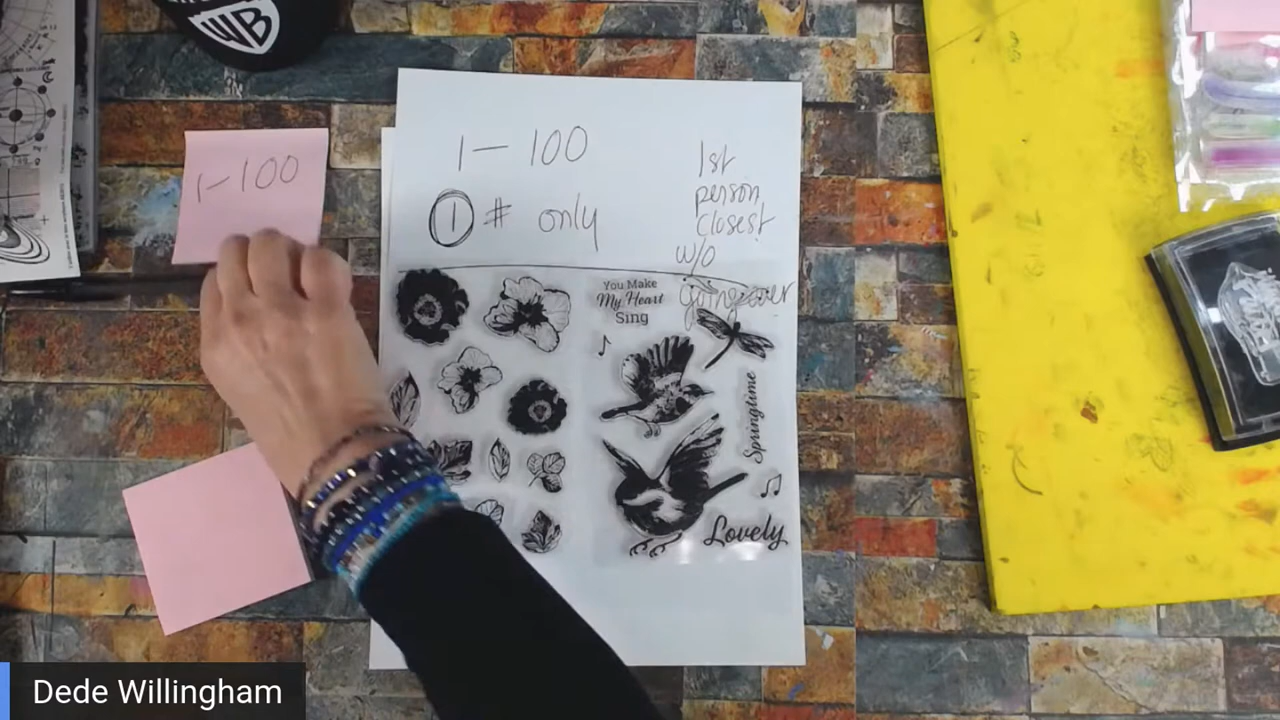 WB
1-100
1-100
1 # only
1st
person
closest
w/o
going over
You Make
My Heart
Sing
Springtime
Lovely
Dede Willingham